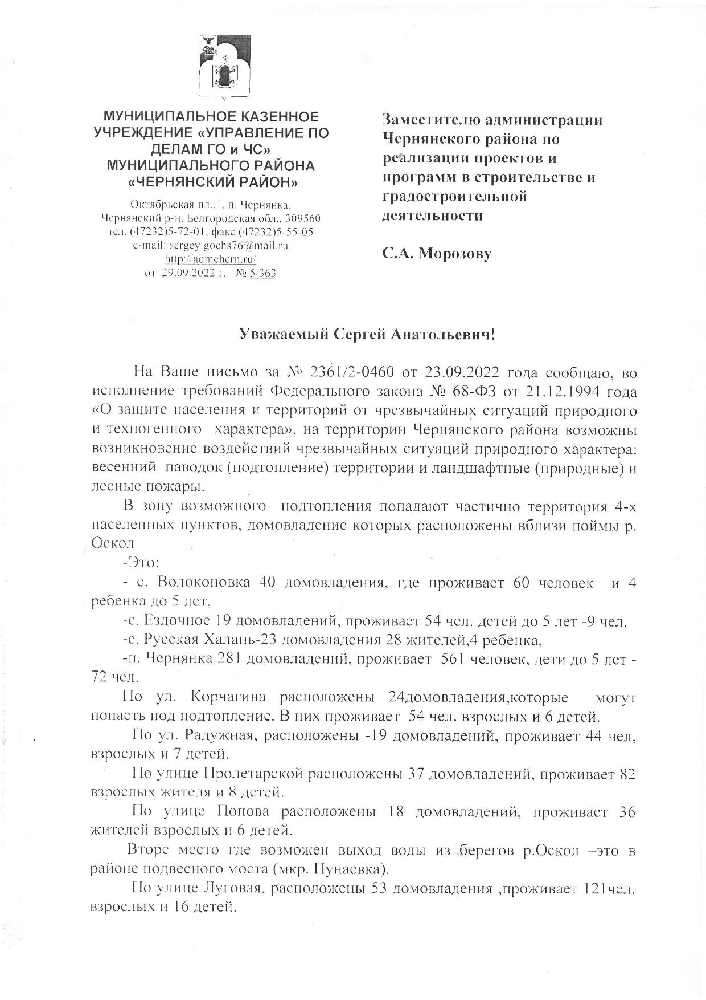 МУНИЦИПАЛЬНОЕ КАЗЕННОЕ
УЧРЕЖДЕНИЕ «УПРАВЛЕНИЕ ПО
ДЕЛАМ ГО и ЧС»
МУНИЦИПАЛЬНОГО РАЙОНА
«ЧЕРНЯНСКИЙ РАЙОН»
Октябрьская пл.,1, п. Чернянка,
Чернянский р-н, Белгородская обл., 309560
тел. (47232)5-72-01, факс (47232)5-55-05
e-mail: sergey.gochs76@mail.ru
http://admchern.ru/
от 29.09.2022 г. № 5/363
Заместителю администрации
Чернянского района по
реализации проектов и
программ в строительстве и
градостроительной
деятельности
С.А. Морозову
Уважаемый Сергей Анатольевич!
На Ваше письмо за № 2361/2-0460 от 23.09.2022 года сообщаю, во
исполнение требований Федерального закона № 68-ФЗ от 21.12.1994 года
«О защите населения и территорий от чрезвычайных ситуаций природного
и техногенного характера», на территории Чернянского района возможны
возникновение воздействий чрезвычайных ситуаций природного характера:
весенний паводок (подтопление) территории и ландшафтные (природные) и
лесные пожары.
В зону возможного подтопления попадают частично территория 4-х
населенных пунктов, домовладение которых расположены вблизи поймы р.
Оскол
-Это:
- с. Волоконовка 40 домовладения, где проживает 60 человек и 4
ребенка до 5 лет,
-с. Ездочное 19 домовладений, проживает 54 чел. детей до 5 лет -9 чел.
-с. Русская Халань-23 домовладения 28 жителей,4 ребенка,
-п. Чернянка 281 домовладений, проживает 561 человек, дети до 5 лет -
72 чел.
По ул. Корчагина расположены 24домовладения,которые могут
попасть под подтопление. В них проживает 54 чел. взрослых и 6 детей.
По ул. Радужная, расположены -19 домовладений, проживает 44 чел,
взрослых и 7 детей.
По улице Пролетарской расположены 37 домовладений, проживает 82
взрослых жителя и 8 детей.
По улице Попова расположены 18 домовладений, проживает 36
жителей взрослых и 6 детей.
Вторе место где возможен выход воды из берегов р.Оскол –это в
районе подвесного моста (мкр. Пунаевка).
По улице Луговая, расположены 53 домовладения ,проживает 121чел.
взрослых и 16 детей.